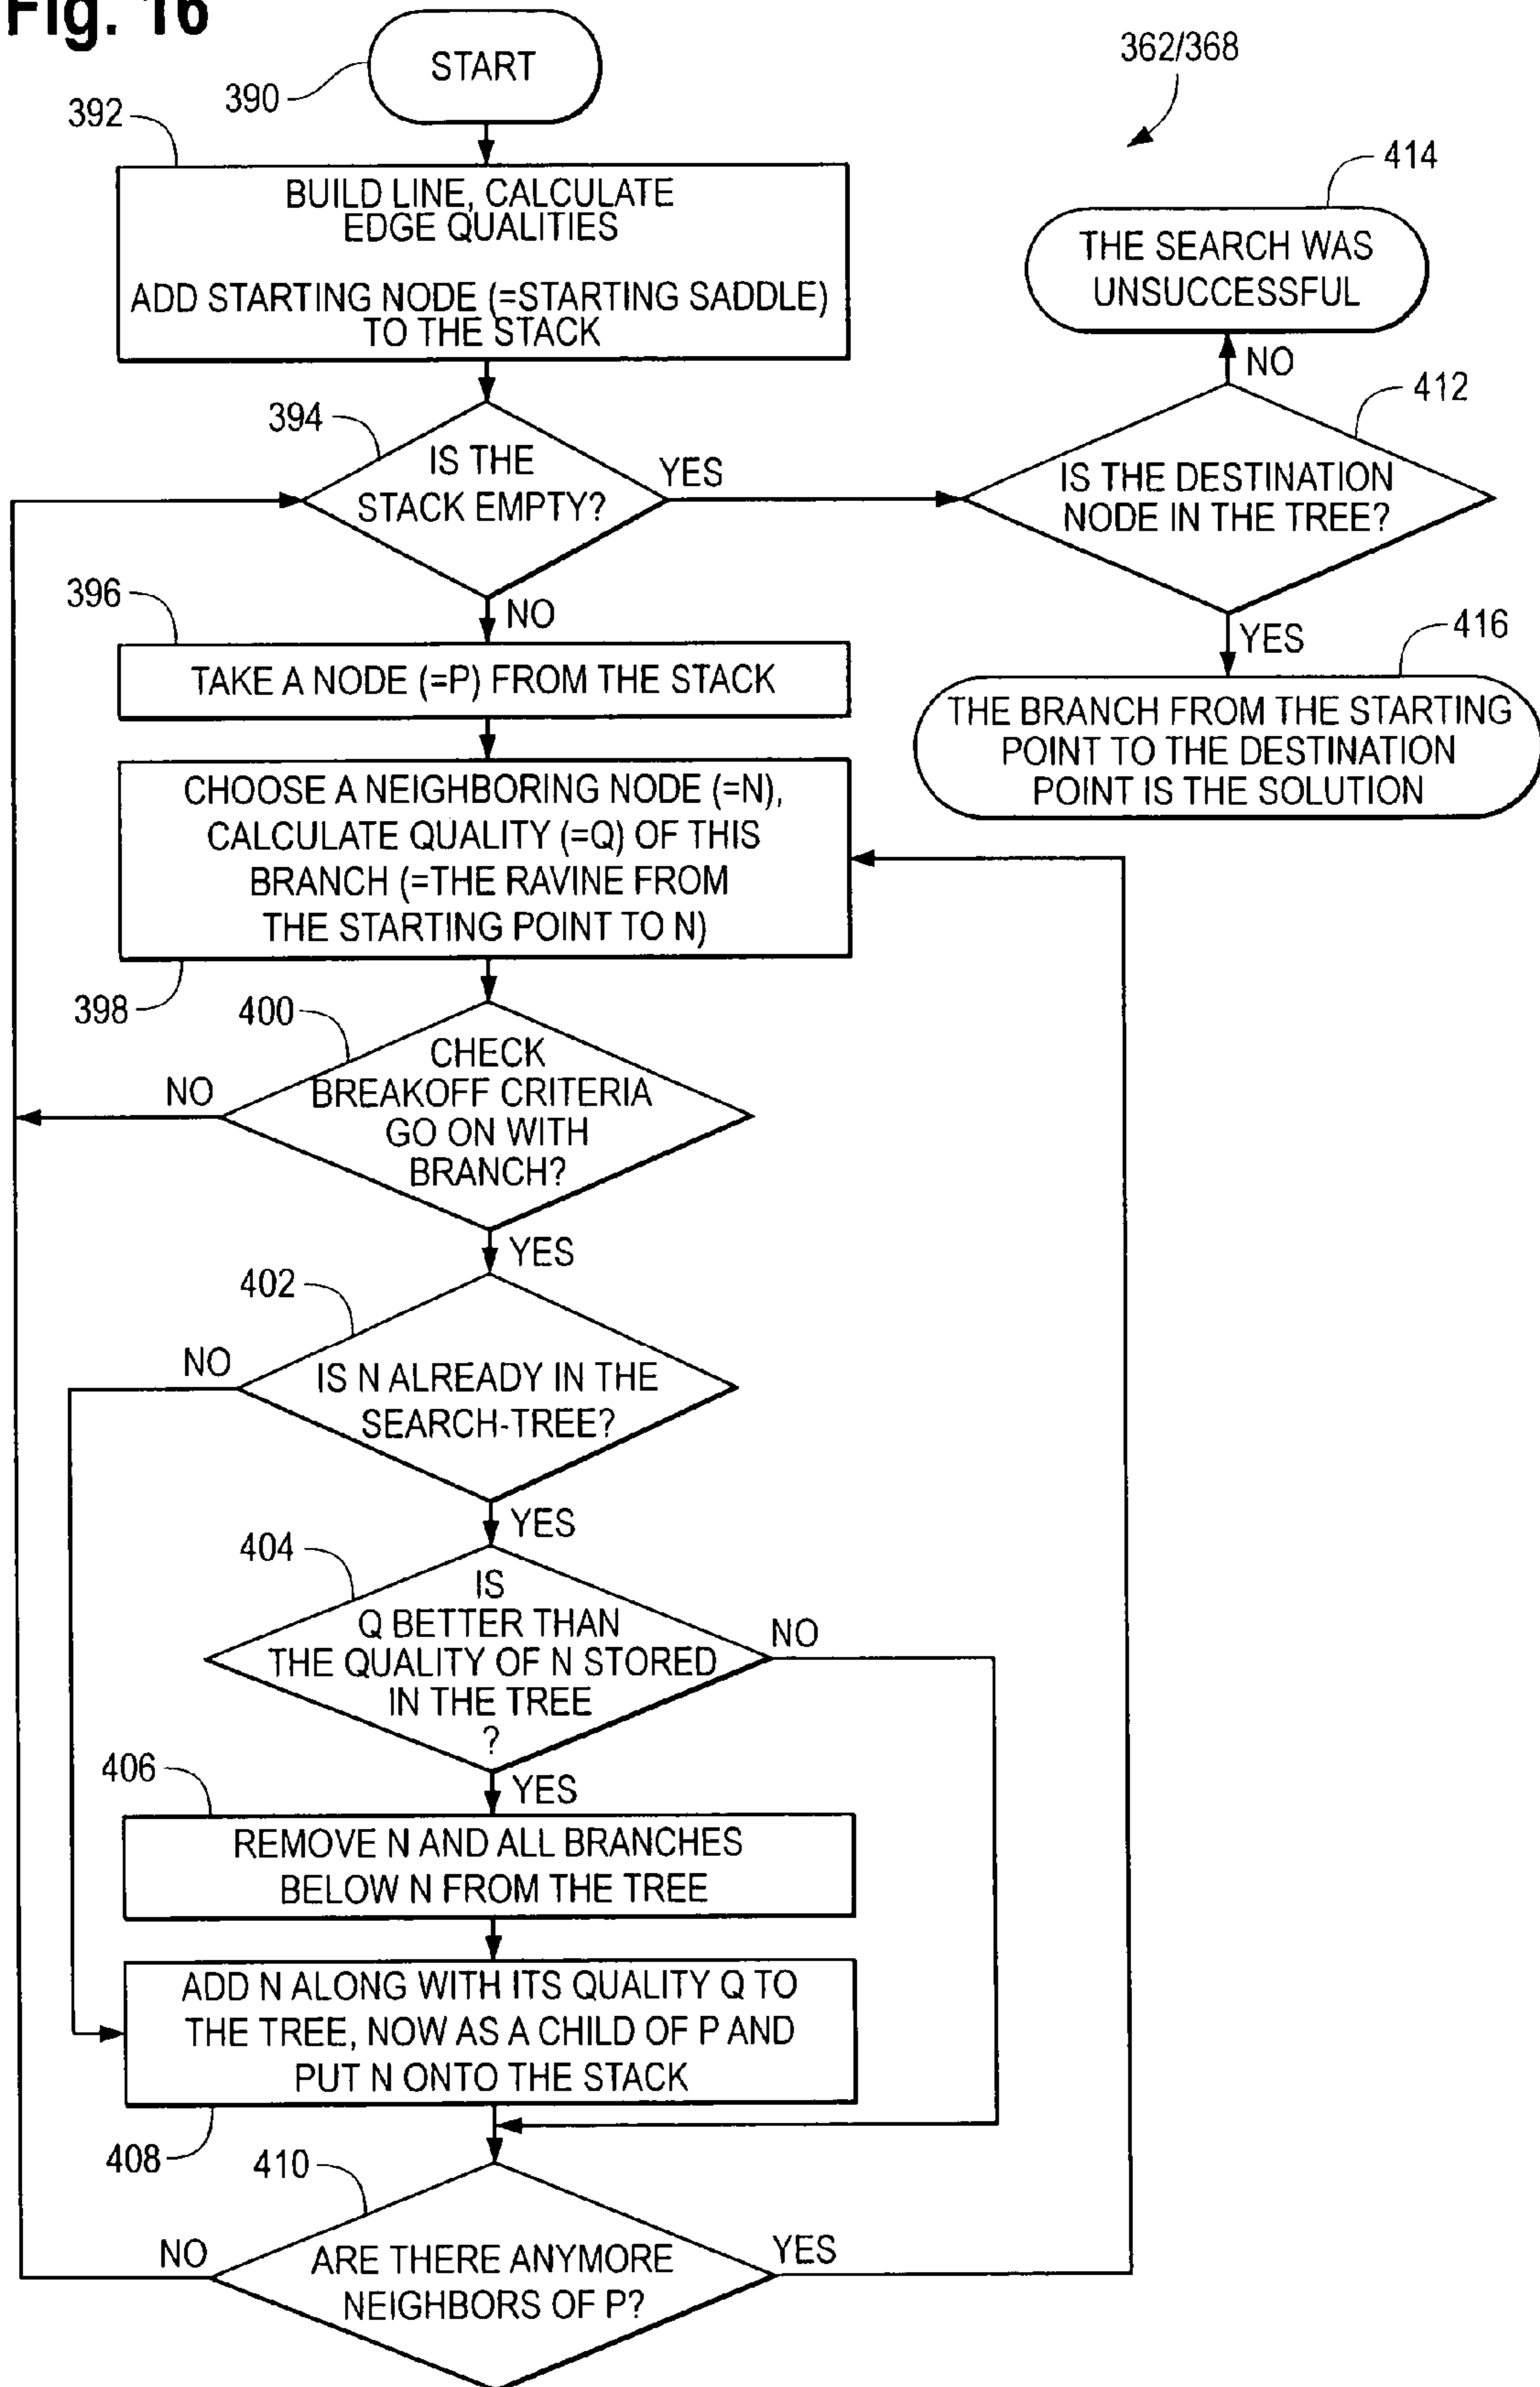 Fig. 16
START
390
362/368
392
BUILD LINE, CALCULATE
EDGE QUALITIES
ADD STARTING NODE (=STARTING SADDLE)
TO THE STACK
414
THE SEARCH WAS
UNSUCCESSFUL
NO
412
394
IS THE
STACK EMPTY?
YES
IS THE DESTINATION
NODE IN THE TREE?
396
NO
YES
416
TAKE A NODE (=P) FROM THE STACK
THE BRANCH FROM THE STARTING
POINT TO THE DESTINATION
POINT IS THE SOLUTION
CHOOSE A NEIGHBORING NODE (=N),
CALCULATE QUALITY (=Q) OF THIS
BRANCH (=THE RAVINE FROM
THE STARTING POINT TO N)
398
400
CHECK
BREAKOFF CRITERIA
GO ON WITH
BRANCH?
NO
YES
402
NO
IS N ALREADY IN THE
SEARCH-TREE?
YES
404
IS
Q BETTER THAN
THE QUALITY OF N STORED
IN THE TREE
?
NO
406
YES
REMOVE N AND ALL BRANCHES
BELOW N FROM THE TREE
ADD N ALONG WITH ITS QUALITY Q TO
THE TREE, NOW AS A CHILD OF P AND
PUT N ONTO THE STACK
408
410
NO
ARE THERE ANYMORE
NEIGHBORS OF P?
YES